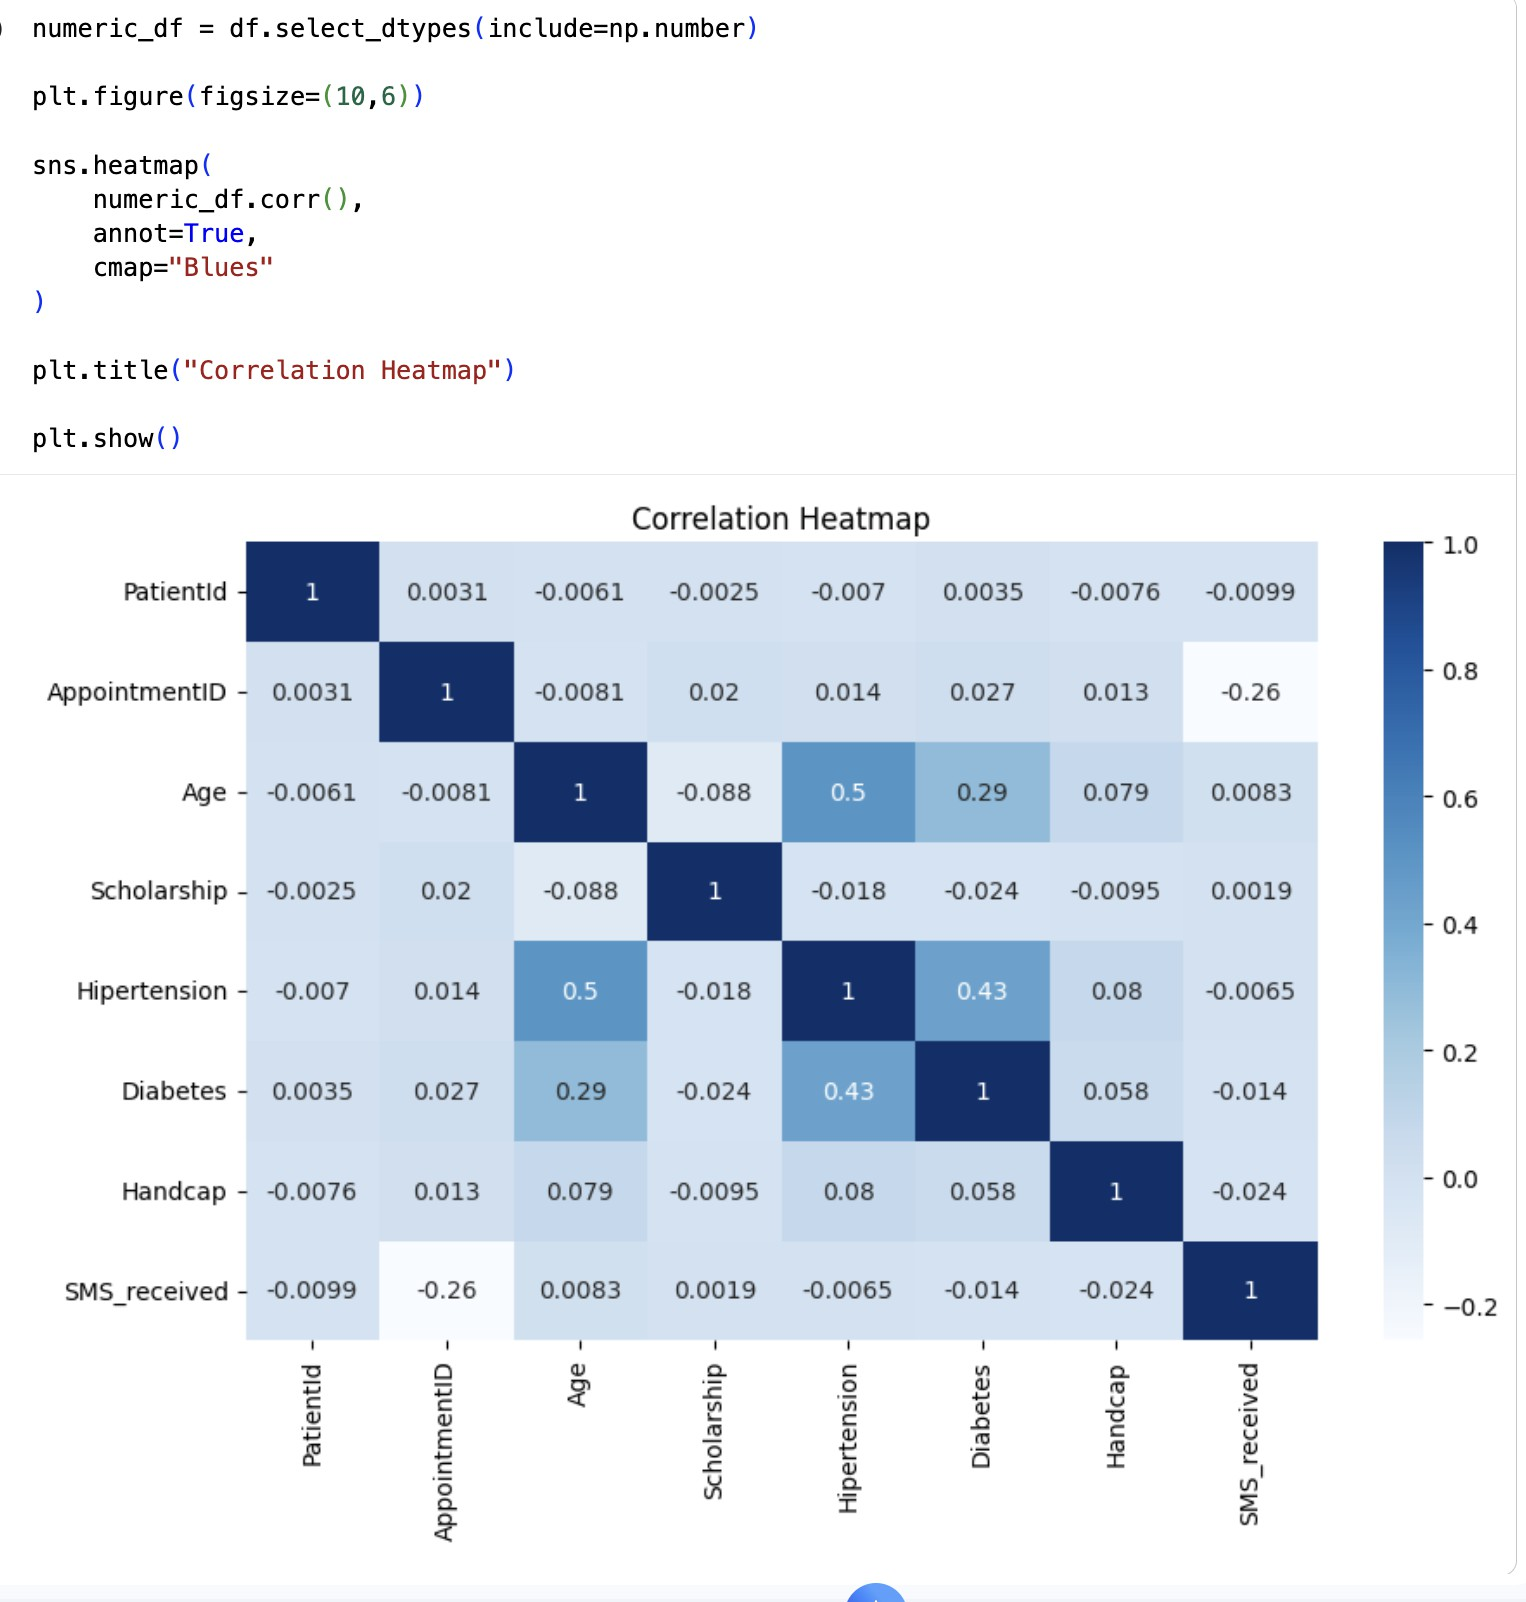 numeric_df = df.select_dtypes(include=np.number)
plt.figure(figsize=(10,6))
sns.heatmap(
    numeric_df.corr(),
    annot=True,
    cmap="Blues"
)
plt.title("Correlation Heatmap")
plt.show()
Correlation Heatmap
PatientId 1 0.0031 -0.0061 -0.0025 -0.007 0.0035 -0.0076 -0.0099
AppointmentID 0.0031 1 -0.0081 0.02 0.014 0.027 0.013 -0.26
Age -0.0061 -0.0081 1 -0.088 0.5 0.29 0.079 0.0083
Scholarship -0.0025 0.02 -0.088 1 -0.018 -0.024 -0.0095 0.0019
Hipertension -0.007 0.014 0.5 -0.018 1 0.43 0.08 -0.0065
Diabetes 0.0035 0.027 0.29 -0.024 0.43 1 0.058 -0.014
Handcap -0.0076 0.013 0.079 -0.0095 0.08 0.058 1 -0.024
SMS_received -0.0099 -0.26 0.0083 0.0019 -0.0065 -0.014 -0.024 1
PatientId
AppointmentID
Age
Scholarship
Hipertension
Diabetes
Handcap
SMS_received
1.0
0.8
0.6
0.4
0.2
0.0
−0.2